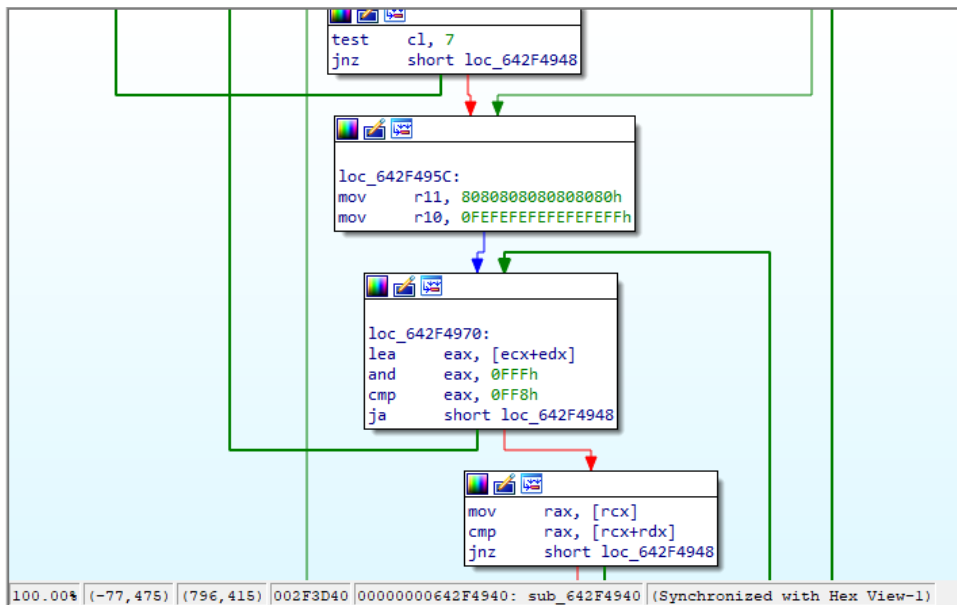 test cl, 7
jnz short loc_642F4948
loc_642F495C:
mov r11, 8080808080808080h
mov r10, 0FEFEFEFEFEFEFEFFh
loc_642F4970:
lea eax, [ecx+edx]
and eax, 0FFFh
cmp eax, 0FF8h
ja short loc_642F4948
mov rax, [rcx]
cmp rax, [rcx+rdx]
jnz short loc_642F4948
100.00% (-77,475) (796,415) 002F3D40 00000000642F4940: sub_642F4940 (Synchronized with Hex View-1)